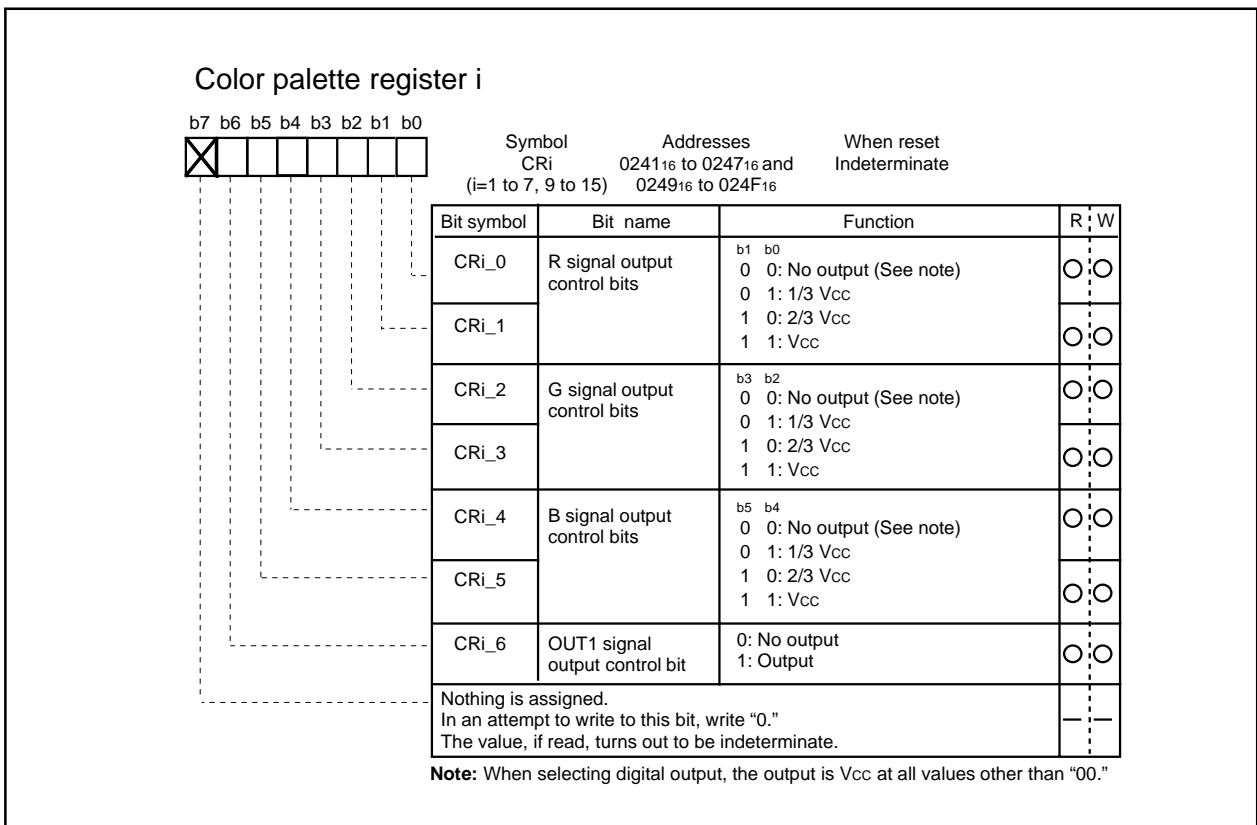 Color palette register i
b7 b6 b5 b4 b3 b2 b1 b0
Symbol Addresses When reset
CRi 024116 to 024716 and Indeterminate
(i=1 to 7, 9 to 15) 024916 to 024F16
Bit symbol Bit name Function R W
CRi_0 R signal output control bits
b1 b0
0 0: No output (See note)
0 1: 1/3 VCC
1 0: 2/3 VCC
1 1: VCC
CRi_1
CRi_2 G signal output control bits
b3 b2
0 0: No output (See note)
0 1: 1/3 VCC
1 0: 2/3 VCC
1 1: VCC
CRi_3
CRi_4 B signal output control bits
b5 b4
0 0: No output (See note)
0 1: 1/3 VCC
1 0: 2/3 VCC
1 1: VCC
CRi_5
CRi_6 OUT1 signal output control bit
0: No output
1: Output
Nothing is assigned.
In an attempt to write to this bit, write “0.”
The value, if read, turns out to be indeterminate.
Note: When selecting digital output, the output is VCC at all values other than “00.”